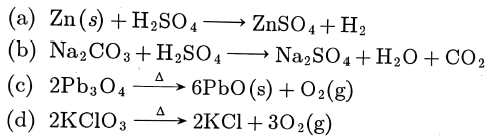 (a) Zn(s) + H₂SO₄ ⟶ ZnSO₄ + H₂
(b) Na₂CO₃ + H₂SO₄ ⟶ Na₂SO₄ + H₂O + CO₂
(c) 2Pb₃O₄ —Δ→ 6PbO(s) + O₂(g)
(d) 2KClO₃ —Δ→ 2KCl + 3O₂(g)